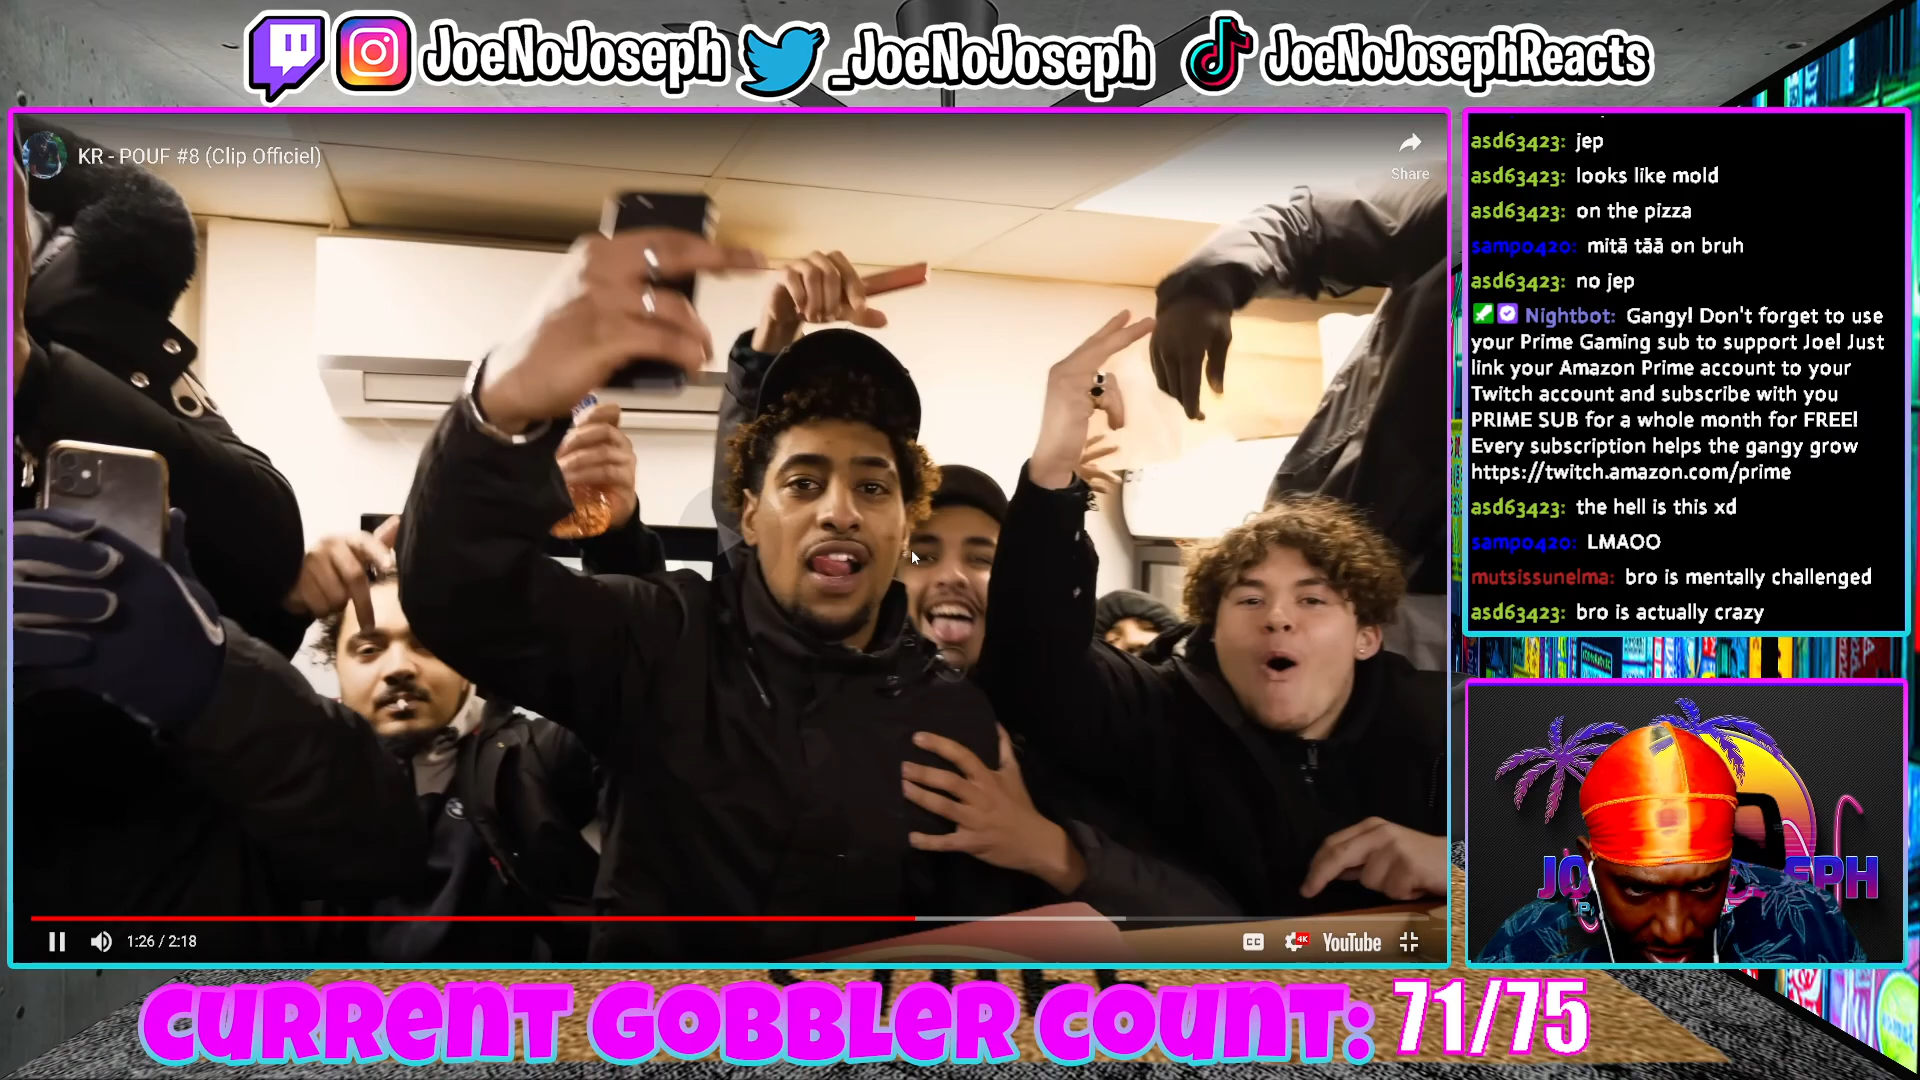 JoeNoJoseph _JoeNoJoseph JoeNoJosephReacts
KR - POUF #8 (Clip Officiel)
Share
1:26 / 2:18
CC
4K
YouTube
asd63423: jep
asd63423: looks like mold
asd63423: on the pizza
sampo420: mitä tää on bruh
asd63423: no jep
Nightbot: Gangy! Don't forget to use
your Prime Gaming sub to support Joe! Just
link your Amazon Prime account to your
Twitch account and subscribe with you
PRIME SUB for a whole month for FREE!
Every subscription helps the gangy grow
https://twitch.amazon.com/prime
asd63423: the hell is this xd
sampo420: LMAOO
mutsissunelma: bro is mentally challenged
asd63423: bro is actually crazy
CURRENT GOBBLER COUNT: 71/75